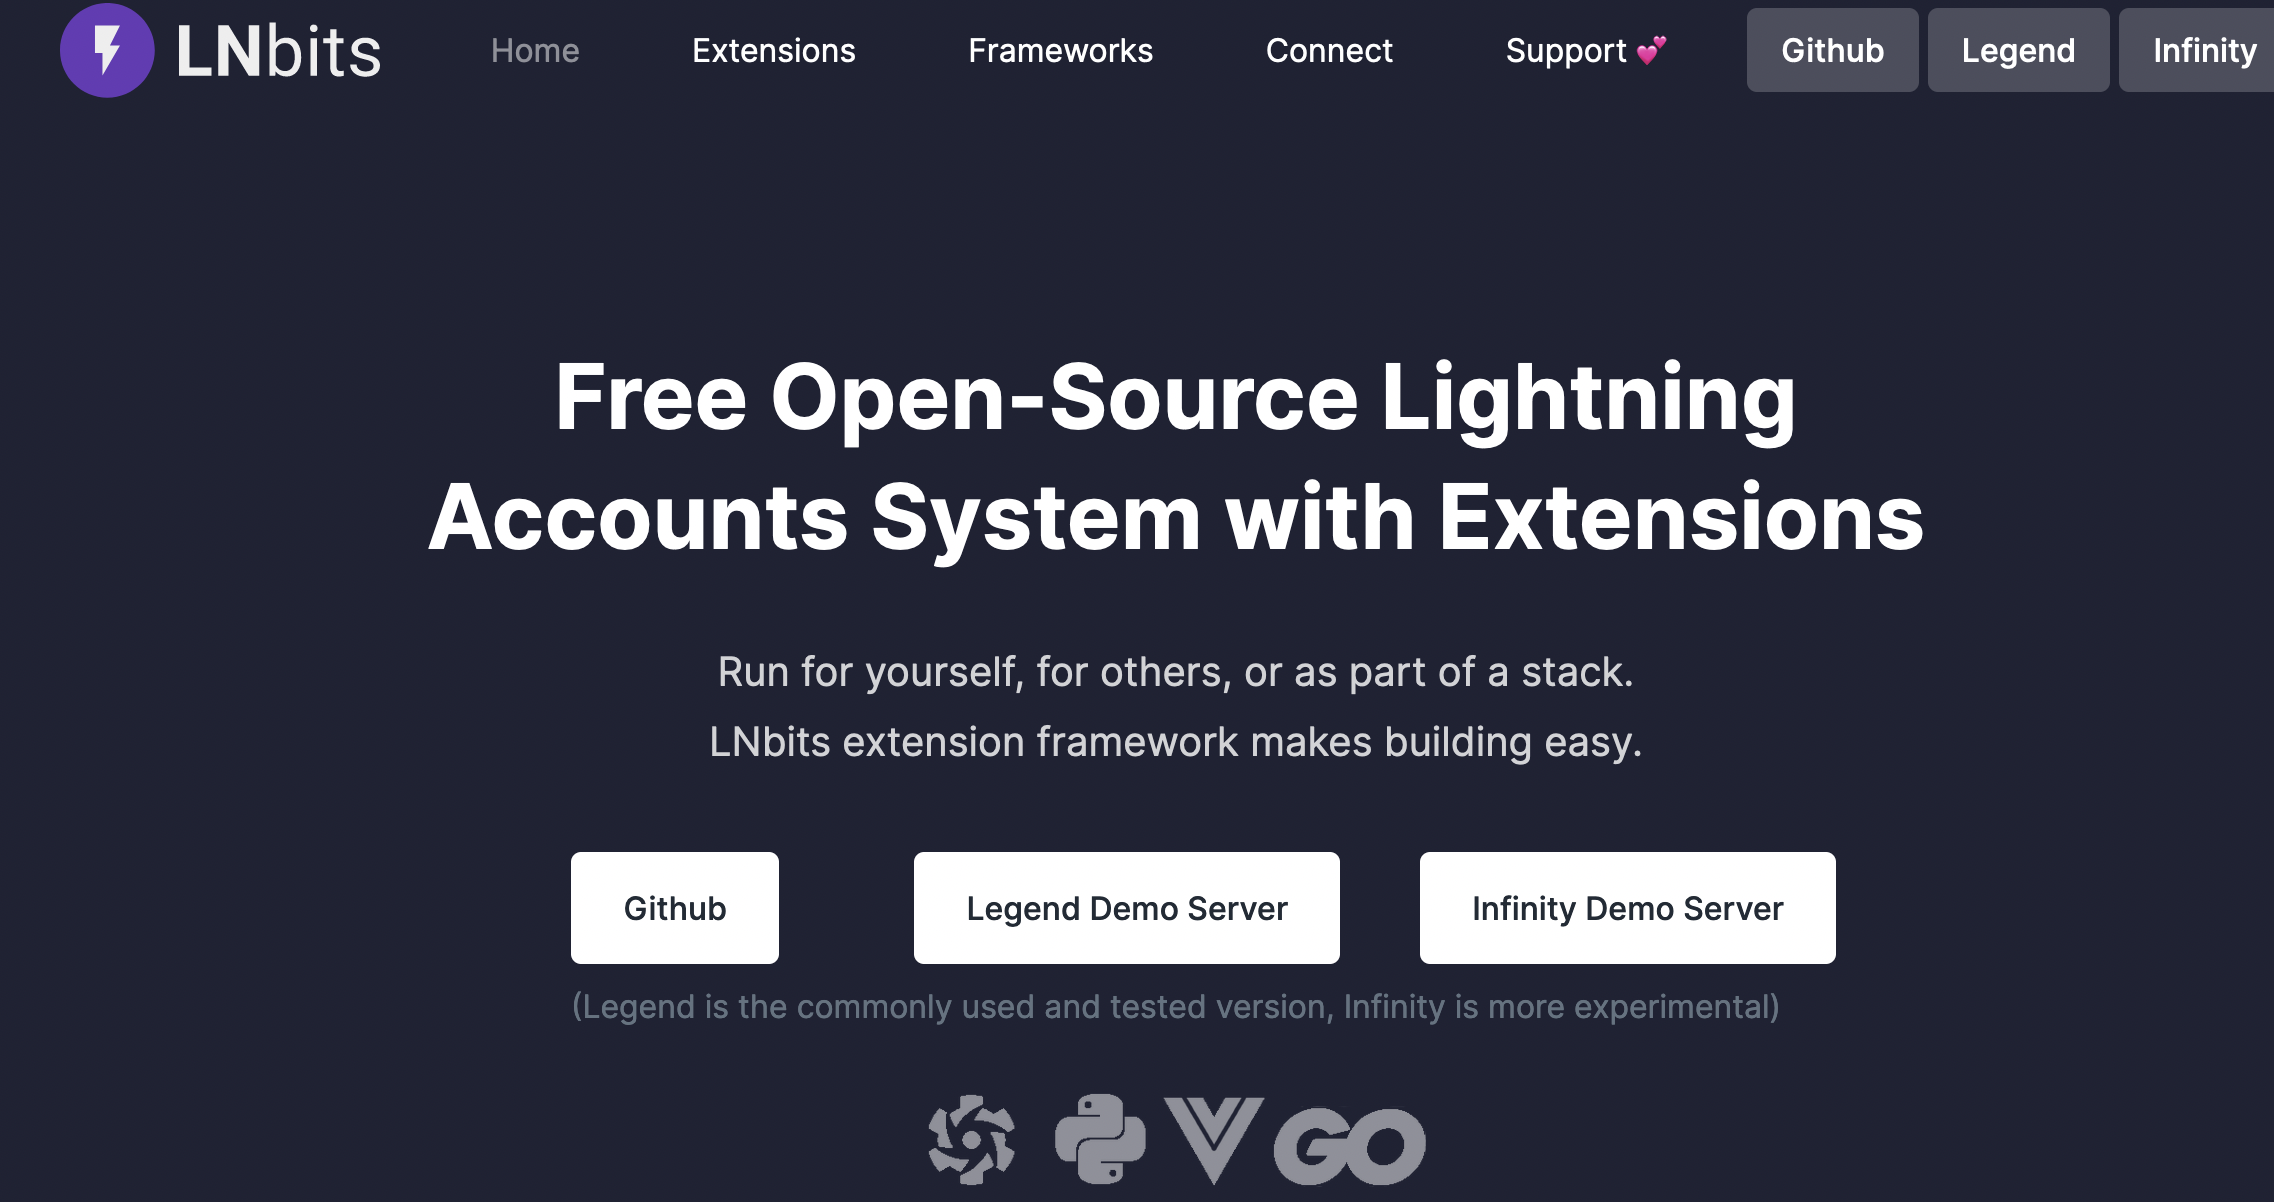 LNbits
Home
Extensions
Frameworks
Connect
Support 💕
Github
Legend
Infinity
Free Open-Source Lightning
Accounts System with Extensions
Run for yourself, for others, or as part of a stack.
LNbits extension framework makes building easy.
Github
Legend Demo Server
Infinity Demo Server
(Legend is the commonly used and tested version, Infinity is more experimental)
GO